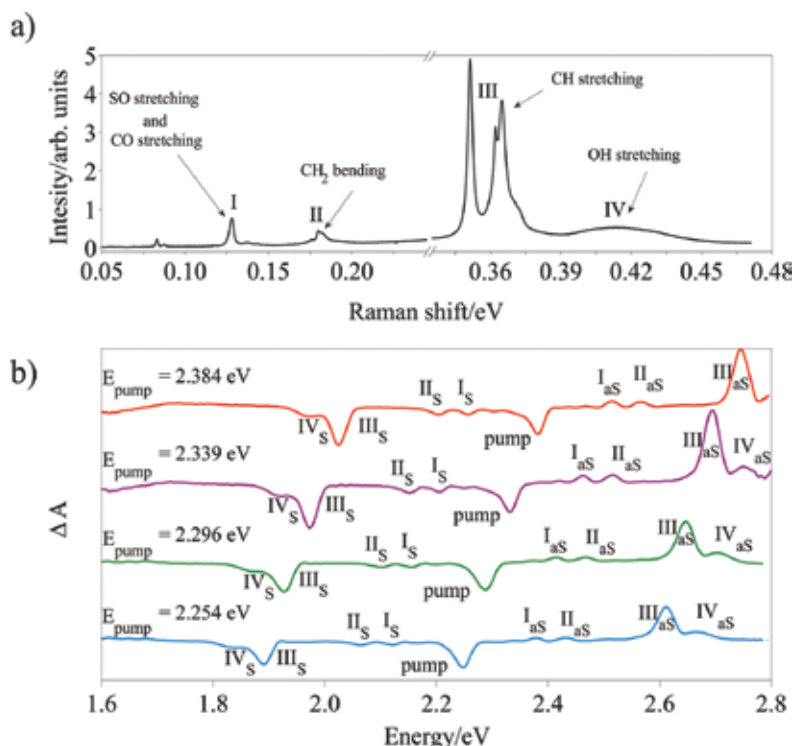 a)
Intesity/arb. units
5
4
3
2
1
0
SO stretching
and
CO stretching
I
CH2 bending
II
III
CH stretching
OH stretching
IV
0.05 0.10 0.15 0.20 0.36 0.39 0.42 0.45 0.48
Raman shift/eV
b)
Δ A
Epump = 2.384 eV
IVS IIIS IIS IS pump IaS IIaS IIIaS
Epump = 2.339 eV
IVS IIIS IIS IS pump IaS IIaS IIIaS IVaS
Epump = 2.296 eV
IVS IIIS IIS IS pump IaS IIaS IIIaS IVaS
Epump = 2.254 eV
IVS IIIS IIS IS pump IaS IIaS IIIaS IVaS
1.6 1.8 2.0 2.2 2.4 2.6 2.8
Energy/eV